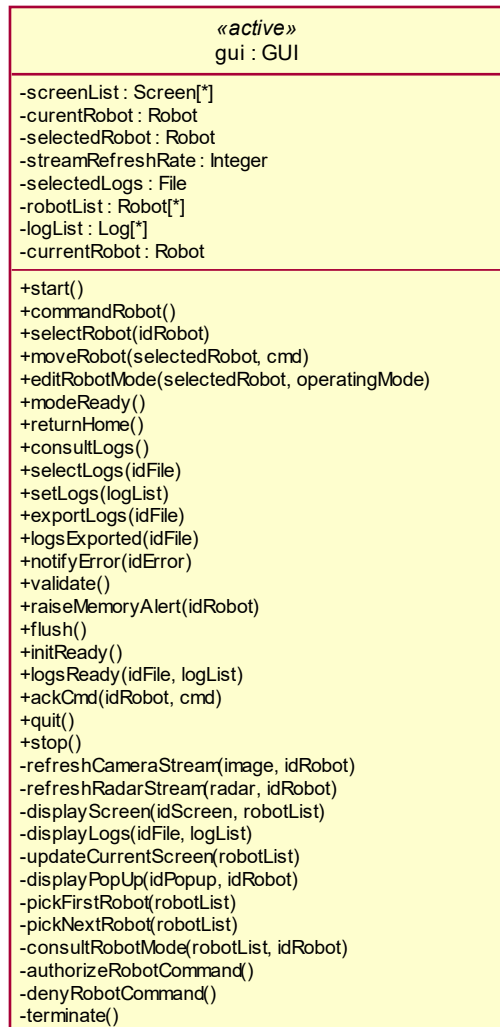 «active»
gui : GUI
-screenList : Screen[*]
-curentRobot : Robot
-selectedRobot : Robot
-streamRefreshRate : Integer
-selectedLogs : File
-robotList : Robot[*]
-logList : Log[*]
-currentRobot : Robot
+start()
+commandRobot()
+selectRobot(idRobot)
+moveRobot(selectedRobot, cmd)
+editRobotMode(selectedRobot, operatingMode)
+modeReady()
+returnHome()
+consultLogs()
+selectLogs(idFile)
+setLogs(logList)
+exportLogs(idFile)
+logsExported(idFile)
+notifyError(idError)
+validate()
+raiseMemoryAlert(idRobot)
+flush()
+initReady()
+logsReady(idFile, logList)
+ackCmd(idRobot, cmd)
+quit()
+stop()
-refreshCameraStream(image, idRobot)
-refreshRadarStream(radar, idRobot)
-displayScreen(idScreen, robotList)
-displayLogs(idFile, logList)
-updateCurrentScreen(robotList)
-displayPopUp(idPopup, idRobot)
-pickFirstRobot(robotList)
-pickNextRobot(robotList)
-consultRobotMode(robotList, idRobot)
-authorizeRobotCommand()
-denyRobotCommand()
-terminate()